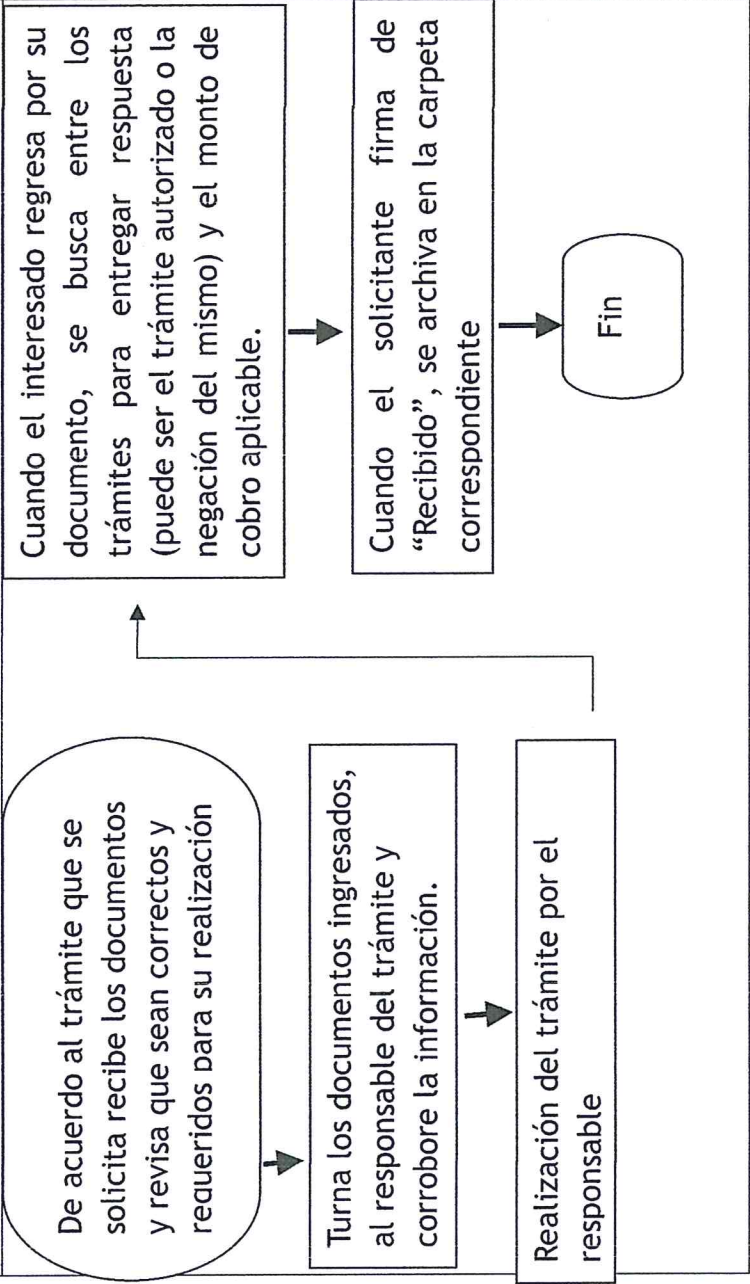 De acuerdo al trámite que se
solicita recibe los documentos
y revisa que sean correctos y
requeridos para su realización
Turna los documentos ingresados,
al responsable del trámite y
corrobore la información.
Realización del trámite por el
responsable
Cuando el interesado regresa por su
documento, se busca entre los
trámites para entregar respuesta
(puede ser el trámite autorizado o la
negación del mismo) y el monto de
cobro aplicable.
Cuando el solicitante firma de
“Recibido”, se archiva en la carpeta
correspondiente
Fin